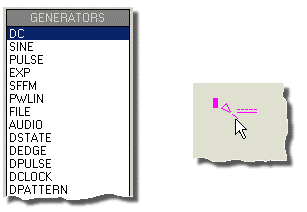 GENERATORS
DC
SINE
PULSE
EXP
SFFM
PWLIN
FILE
AUDIO
DSTATE
DEDGE
DPULSE
DCLOCK
DPATTERN